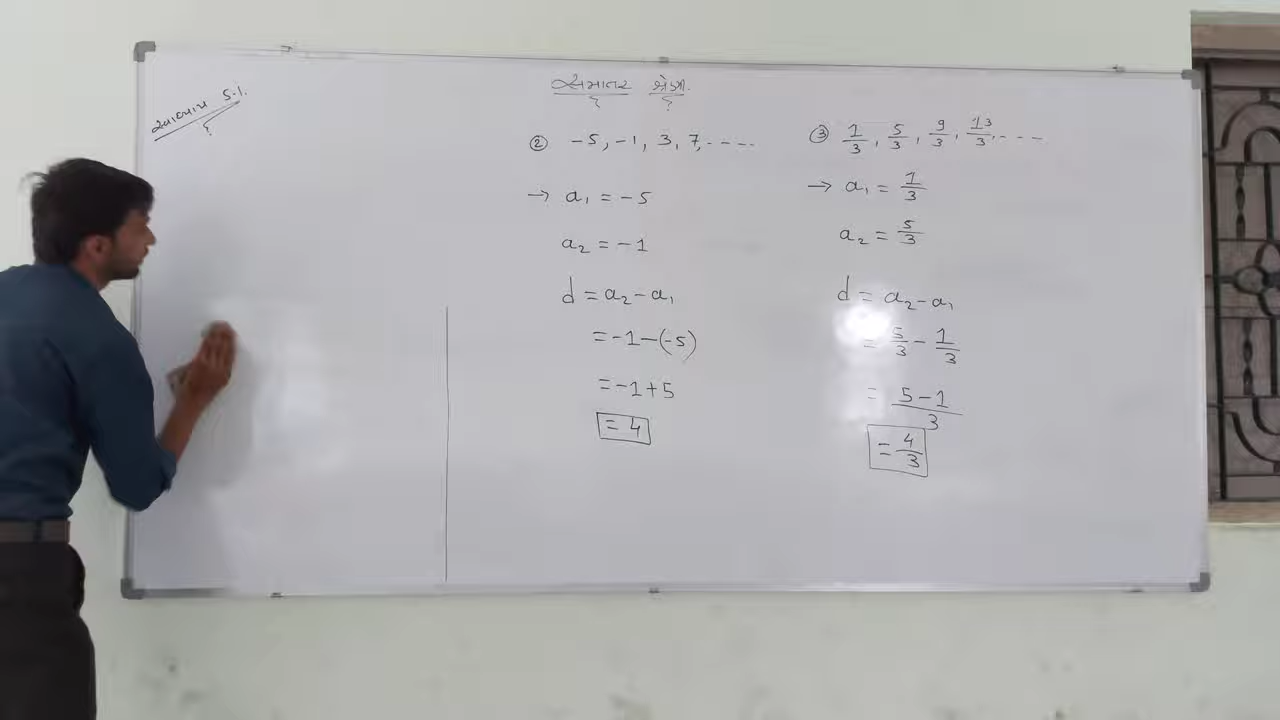 સ્વાધ્યાય 5.1.
સમાંતર શ્રેણી.
② -5, -1, 3, 7, - - - -
→ a₁ = -5
a₂ = -1
d = a₂ - a₁
= -1 - (-5)
= -1 + 5
= 4
③ 1/3, 5/3, 9/3, 13/3, - - - -
→ a₁ = 1/3
a₂ = 5/3
d = a₂ - a₁
= 5/3 - 1/3
= 5 - 1 / 3
= 4/3